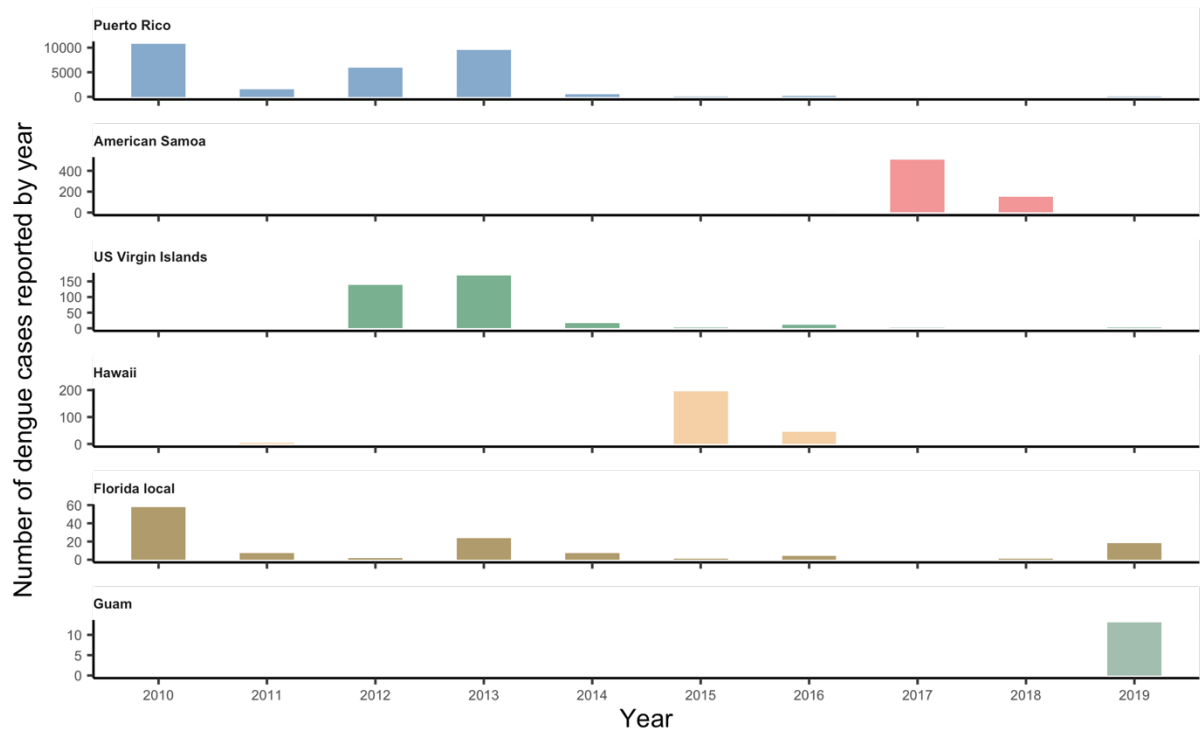 Number of dengue cases reported by year
Puerto Rico
10000
5000
0
American Samoa
400
200
0
US Virgin Islands
150
100
50
0
Hawaii
200
100
0
Florida local
60
40
20
0
Guam
10
5
0
2010 2011 2012 2013 2014 2015 2016 2017 2018 2019
Year